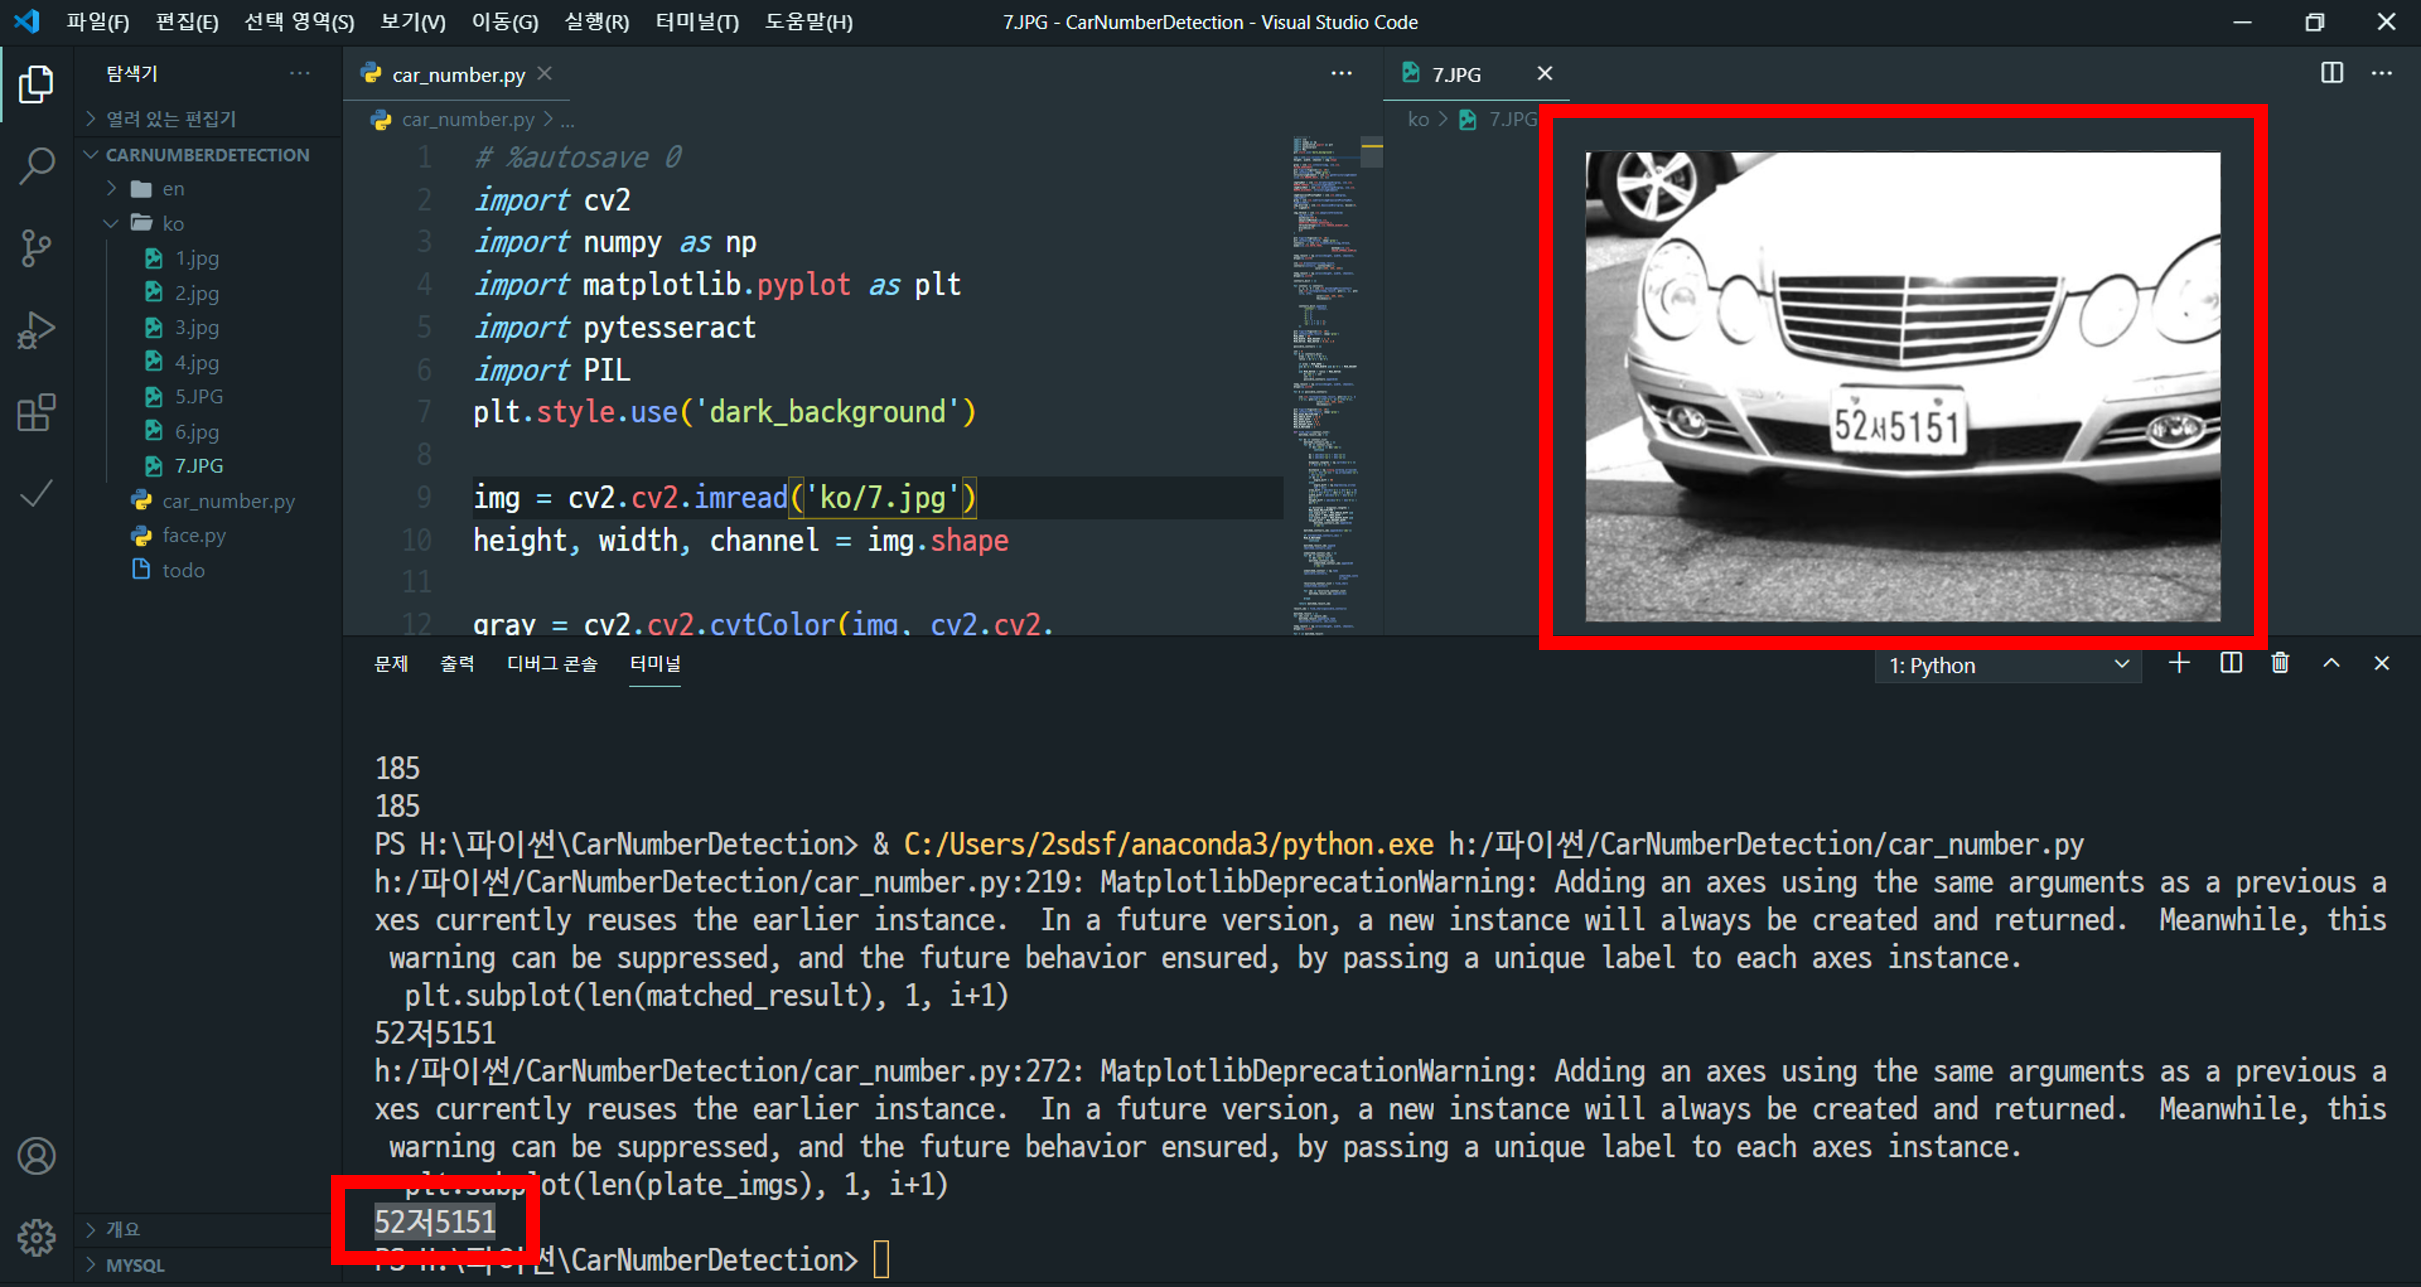 파일(F) 편집(E) 선택 영역(S) 보기(V) 이동(G) 실행(R) 터미널(T) 도움말(H)
7.JPG - CarNumberDetection - Visual Studio Code
탐색기
열려 있는 편집기
CARNUMBERDETECTION
en
ko
1.jpg
2.jpg
3.jpg
4.jpg
5.JPG
6.jpg
7.JPG
car_number.py
face.py
todo
개요
MYSQL
car_number.py
car_number.py > ...
1 # %autosave 0
2 import cv2
3 import numpy as np
4 import matplotlib.pyplot as plt
5 import pytesseract
6 import PIL
7 plt.style.use('dark_background')
8
9 img = cv2.cv2.imread('ko/7.jpg')
10 height, width, channel = img.shape
11
12 gray = cv2.cv2.cvtColor(img, cv2.cv2.
7.JPG
ko > 7.JPG
52서5151
문제 출력 디버그 콘솔 터미널
1: Python
185
185
PS H:\파이썬\CarNumberDetection> & C:/Users/2sdsf/anaconda3/python.exe h:/파이썬/CarNumberDetection/car_number.py
h:/파이썬/CarNumberDetection/car_number.py:219: MatplotlibDeprecationWarning: Adding an axes using the same arguments as a previous a
xes currently reuses the earlier instance.  In a future version, a new instance will always be created and returned.  Meanwhile, this
 warning can be suppressed, and the future behavior ensured, by passing a unique label to each axes instance.
  plt.subplot(len(matched_result), 1, i+1)
52저5151
h:/파이썬/CarNumberDetection/car_number.py:272: MatplotlibDeprecationWarning: Adding an axes using the same arguments as a previous a
xes currently reuses the earlier instance.  In a future version, a new instance will always be created and returned.  Meanwhile, this
 warning can be suppressed, and the future behavior ensured, by passing a unique label to each axes instance.
  plt.subplot(len(plate_imgs), 1, i+1)
52저5151
PS H:\파이썬\CarNumberDetection>